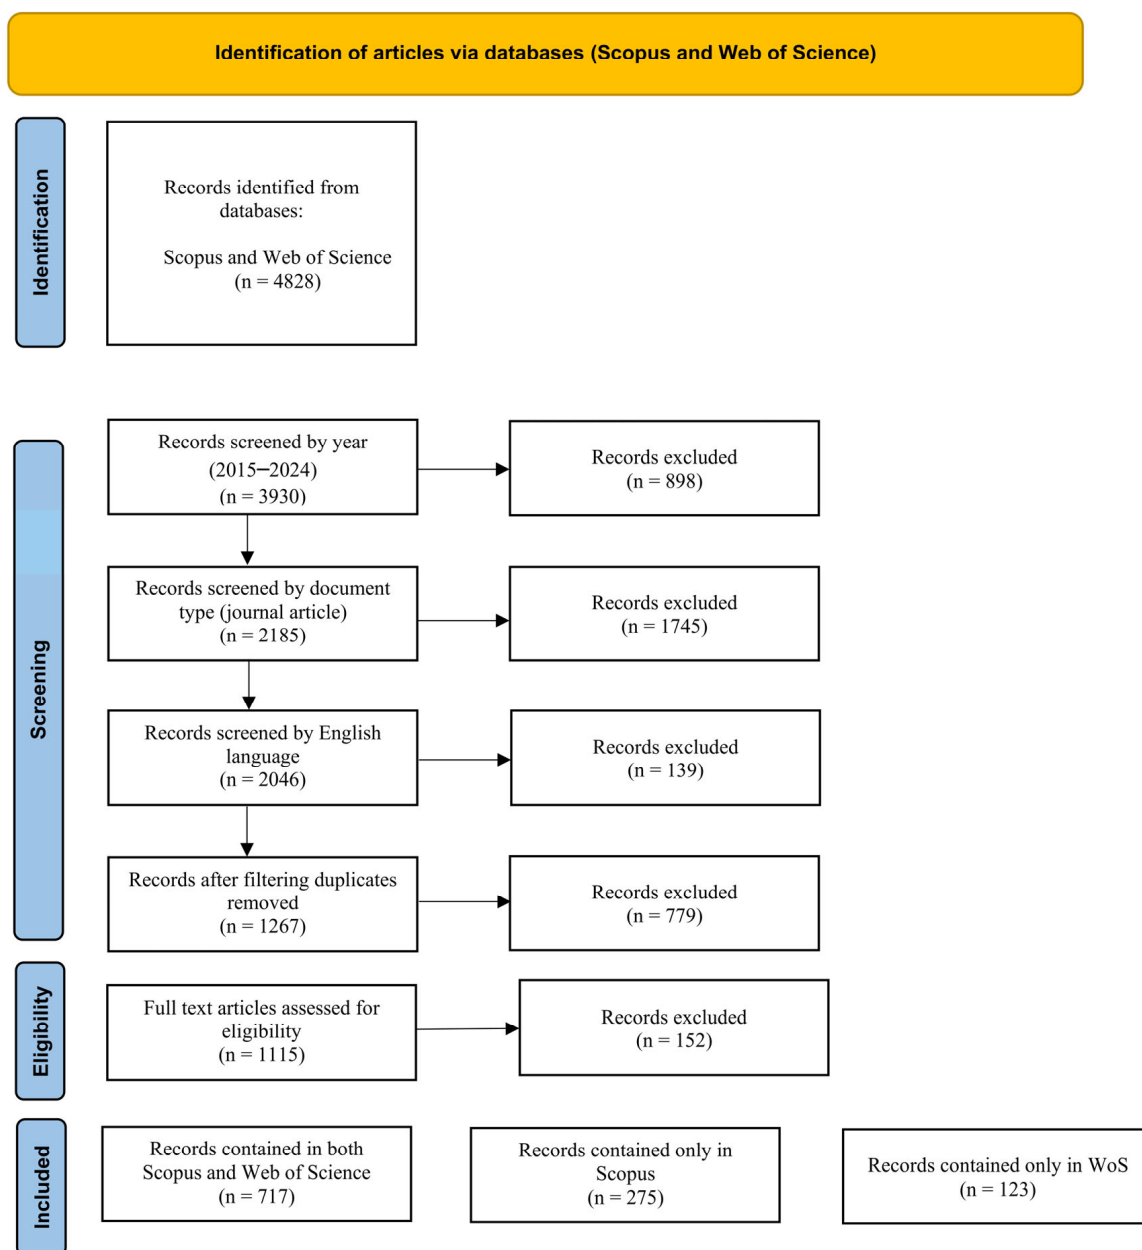 Identification of articles via databases (Scopus and Web of Science)
Identification
Records identified from
databases:
Scopus and Web of Science
(n = 4828)
Screening
Records screened by year
(2015–2024)
(n = 3930)
Records excluded
(n = 898)
Records screened by document
type (journal article)
(n = 2185)
Records excluded
(n = 1745)
Records screened by English
language
(n = 2046)
Records excluded
(n = 139)
Records after filtering duplicates
removed
(n = 1267)
Records excluded
(n = 779)
Eligibility
Full text articles assessed for
eligibility
(n = 1115)
Records excluded
(n = 152)
Included
Records contained in both
Scopus and Web of Science
(n = 717)
Records contained only in
Scopus
(n = 275)
Records contained only in WoS
(n = 123)